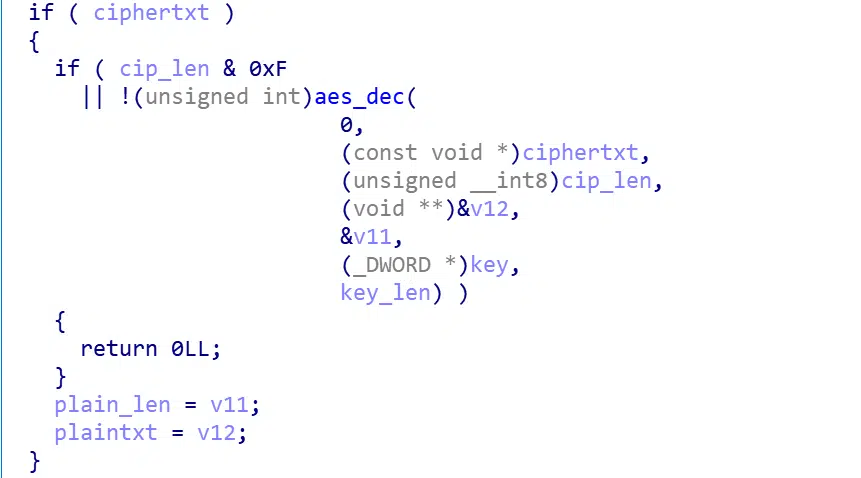 if ( ciphertxt )
{
if ( cip_len & 0xF
|| !(unsigned int)aes_dec(
0,
(const void *)ciphertxt,
(unsigned __int8)cip_len,
(void **)&v12,
&v11,
(_DWORD *)key,
key_len) )
{
return 0LL;
}
plain_len = v11;
plaintxt = v12;
}